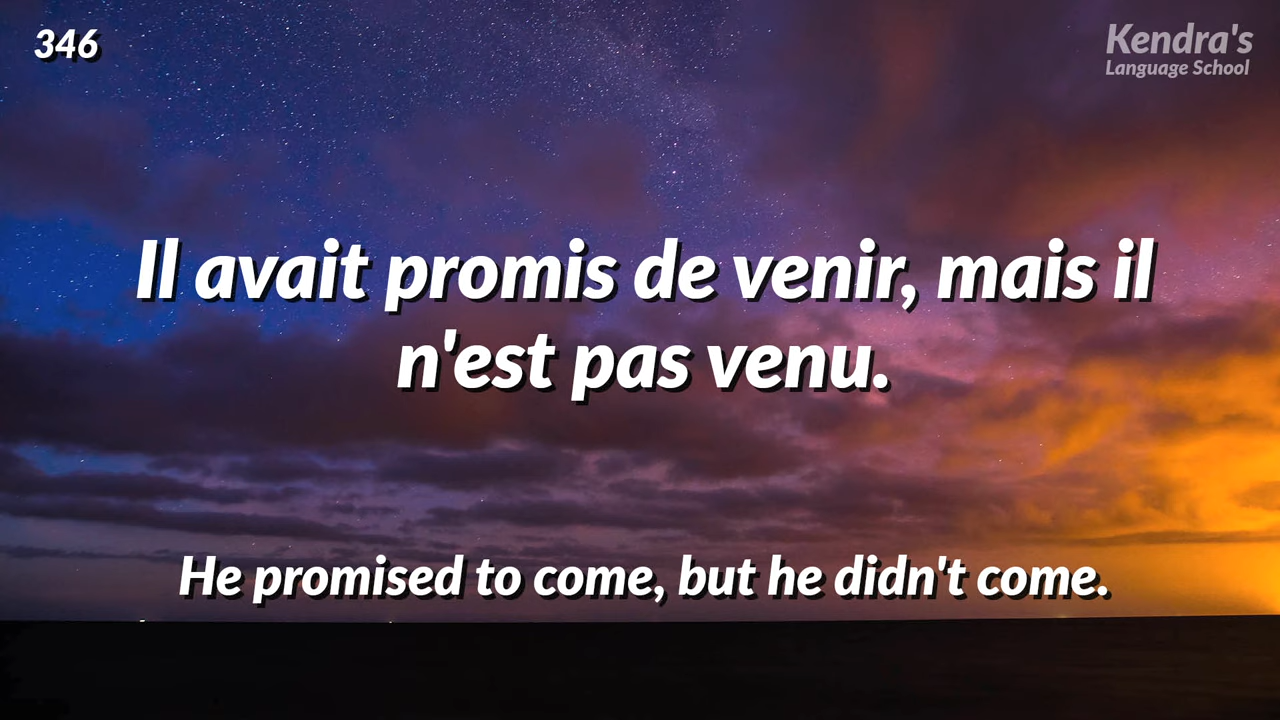 346
Kendra's
Language School
Il avait promis de venir, mais il
n'est pas venu.
He promised to come, but he didn't come.